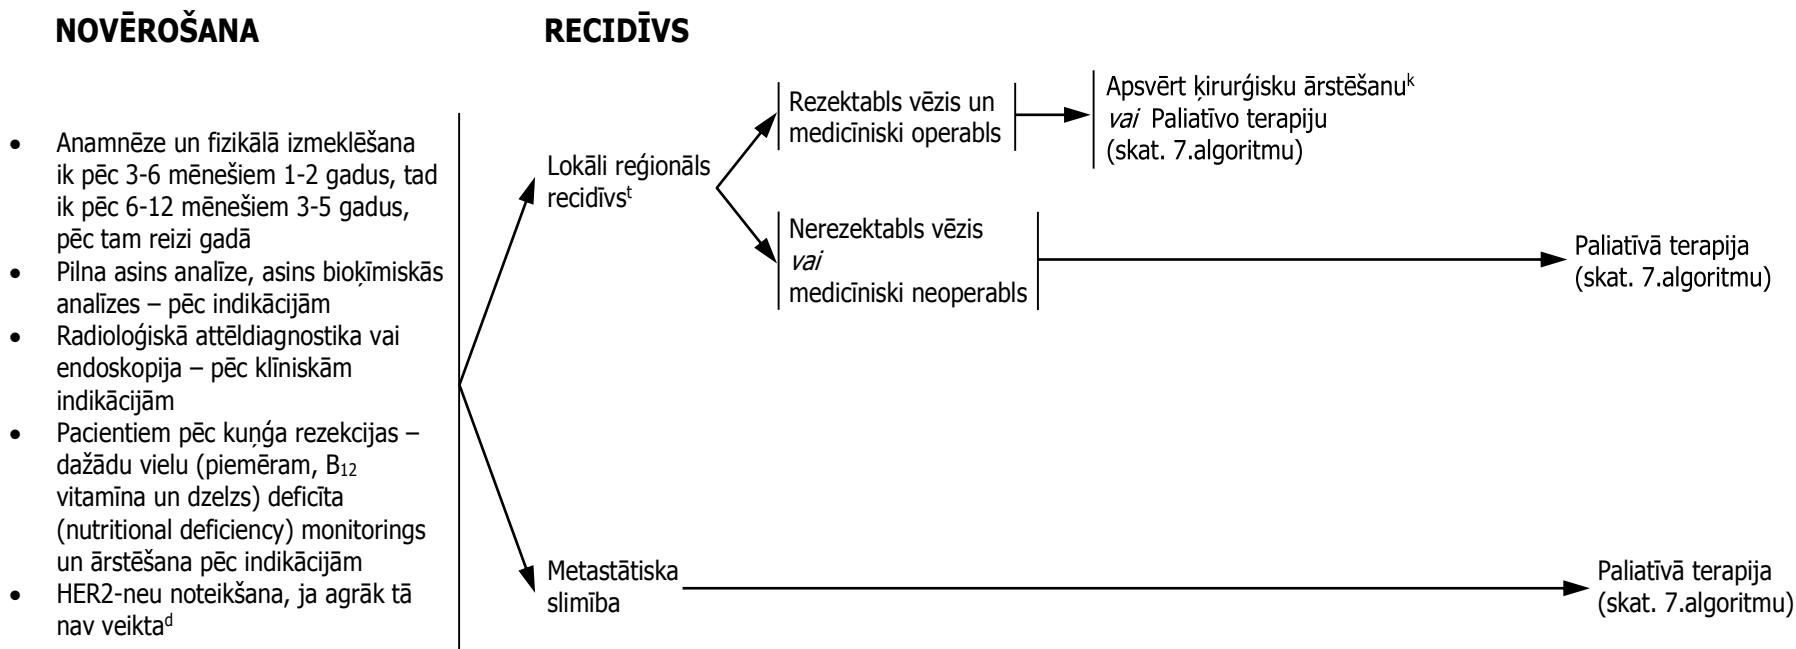 NOVĒROŠANA
RECIDĪVS
• Anamnēze un fizikālā izmeklēšana
ik pēc 3-6 mēnešiem 1-2 gadus, tad
ik pēc 6-12 mēnešiem 3-5 gadus,
pēc tam reizi gadā
• Pilna asins analīze, asins bioķīmiskās
analīzes – pēc indikācijām
• Radioloģiskā attēldiagnostika vai
endoskopija – pēc klīniskām
indikācijām
• Pacientiem pēc kuņģa rezekcijas –
dažādu vielu (piemēram, B₁₂
vitamīna un dzelzs) deficīta
(nutritional deficiency) monitorings
un ārstēšana pēc indikācijām
• HER2-neu noteikšana, ja agrāk tā
nav veiktaᵈ
Lokāli reģionāls
recidīvsᵗ
Rezektabls vēzis un
medicīniski operabls
Apsvērt ķirurģisku ārstēšanuᵏ
vai Paliatīvo terapiju
(skat. 7.algoritmu)
Nerezektabls vēzis
vai
medicīniski neoperabls
Paliatīvā terapija
(skat. 7.algoritmu)
Metastātiska
slimība
Paliatīvā terapija
(skat. 7.algoritmu)